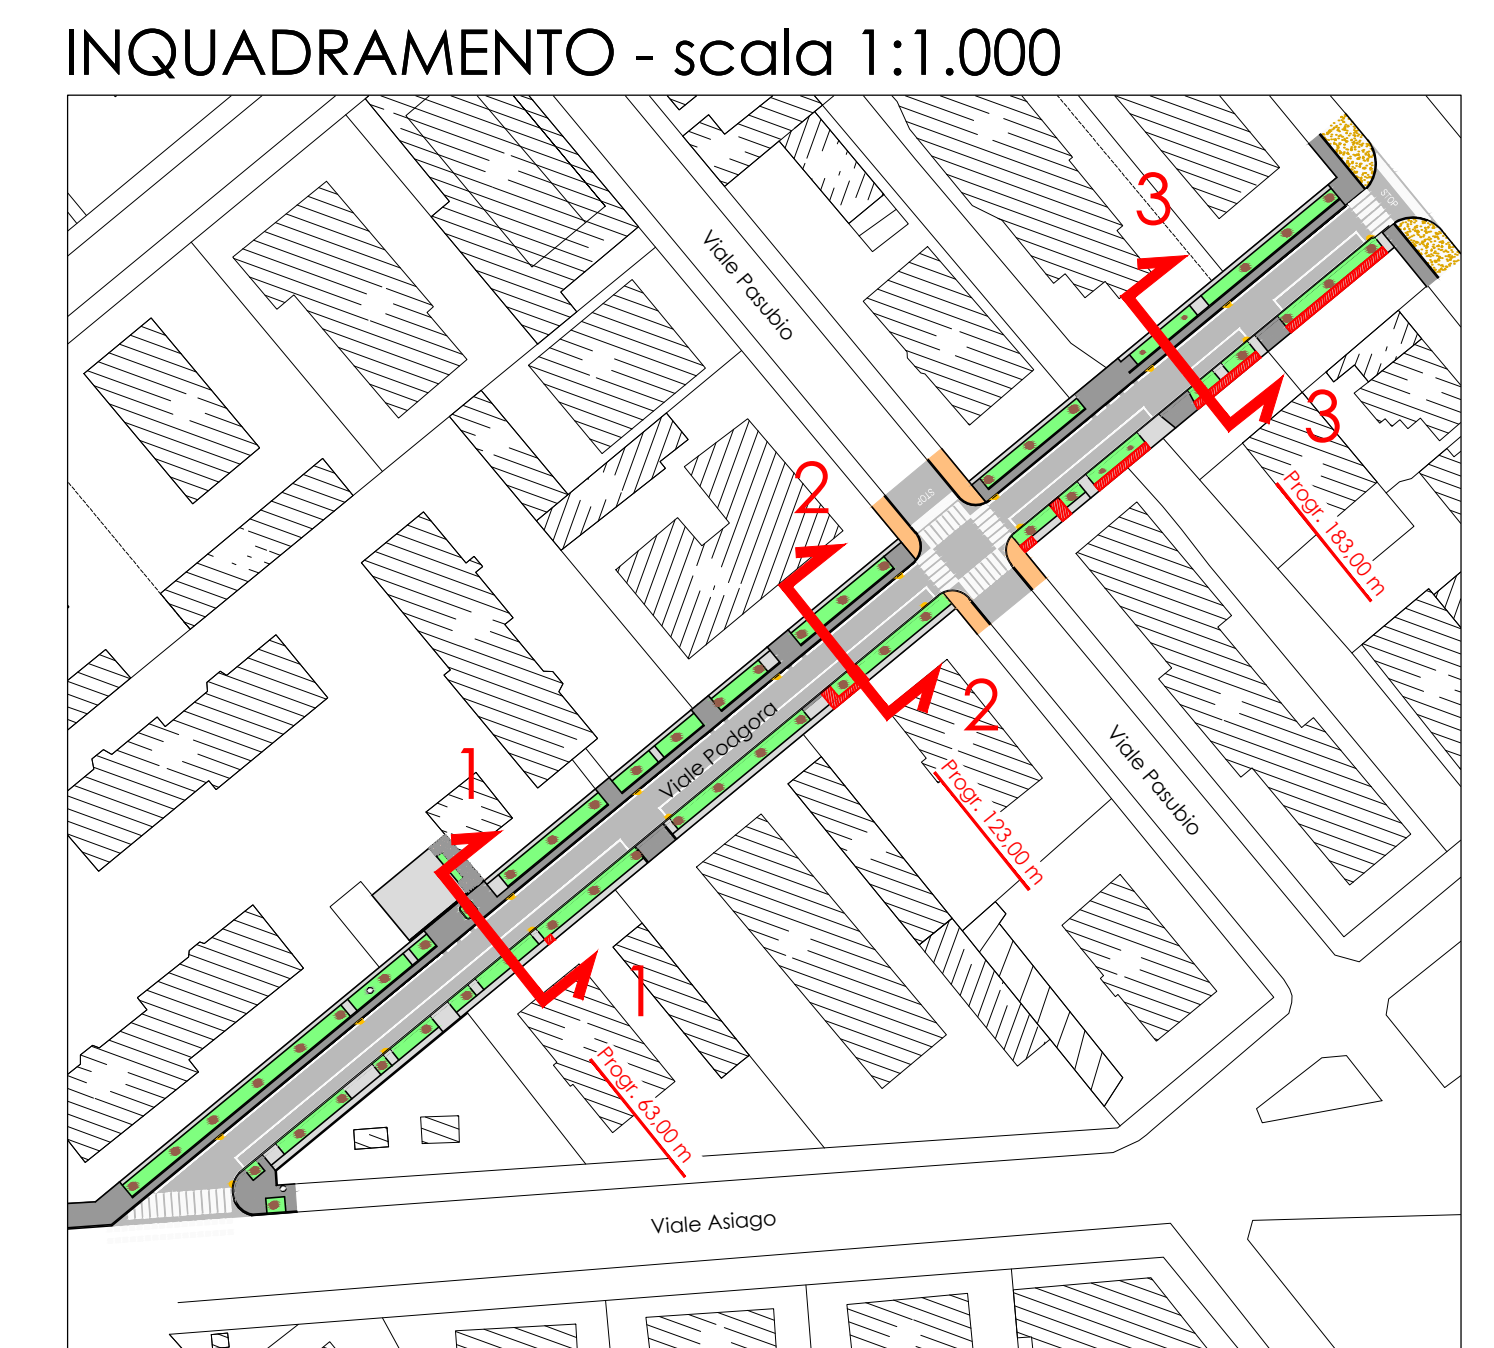 INQUADRAMENTO - scala 1:1.000
3
STOP
Viale Pasubio
3
2
STOP
Progr. 183,00 m
2
Viale Podgora
1
Viale Pasubio
Progr. 123,00 m
1
Progr. 63,00 m
Viale Asiago